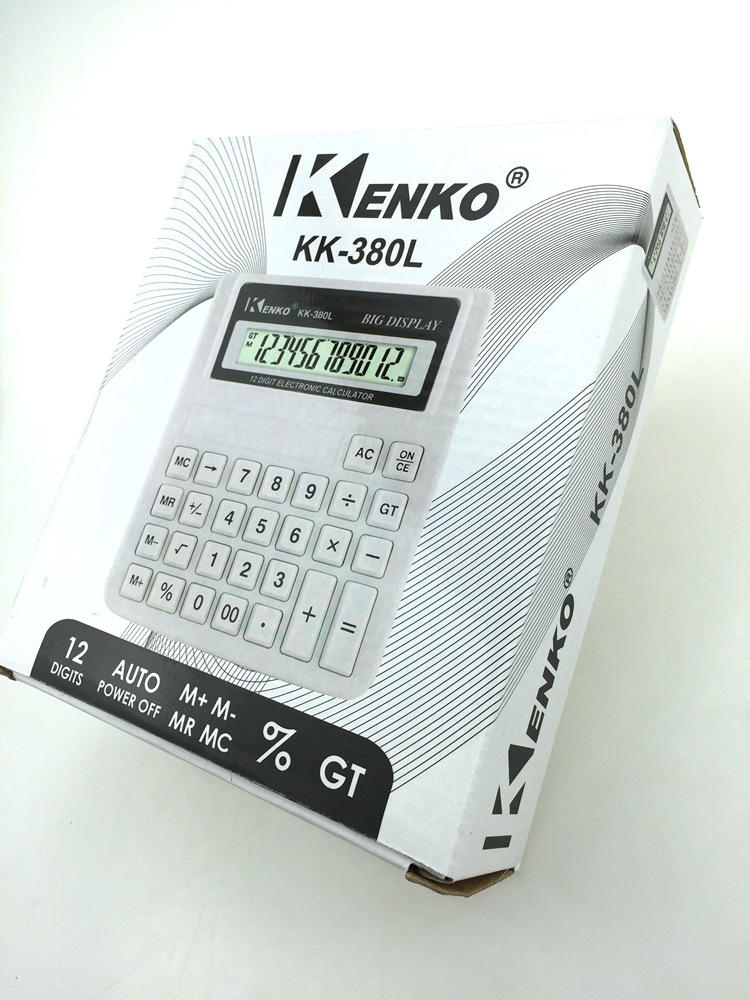 KENKO®
KK-380L
KENKO® KK-380L BIG DISPLAY
GT
M
123456789012.
12 DIGIT ELECTRONIC CALCULATOR
AC ON/CE
MC → 7 8 9 ÷ GT
MR +/− 4 5 6 × −
M− √ 1 2 3 + =
M+ % 0 00 .
12 DIGITS
AUTO POWER OFF
M+ M-
MR MC
%
GT
KK-380L
KENKO®